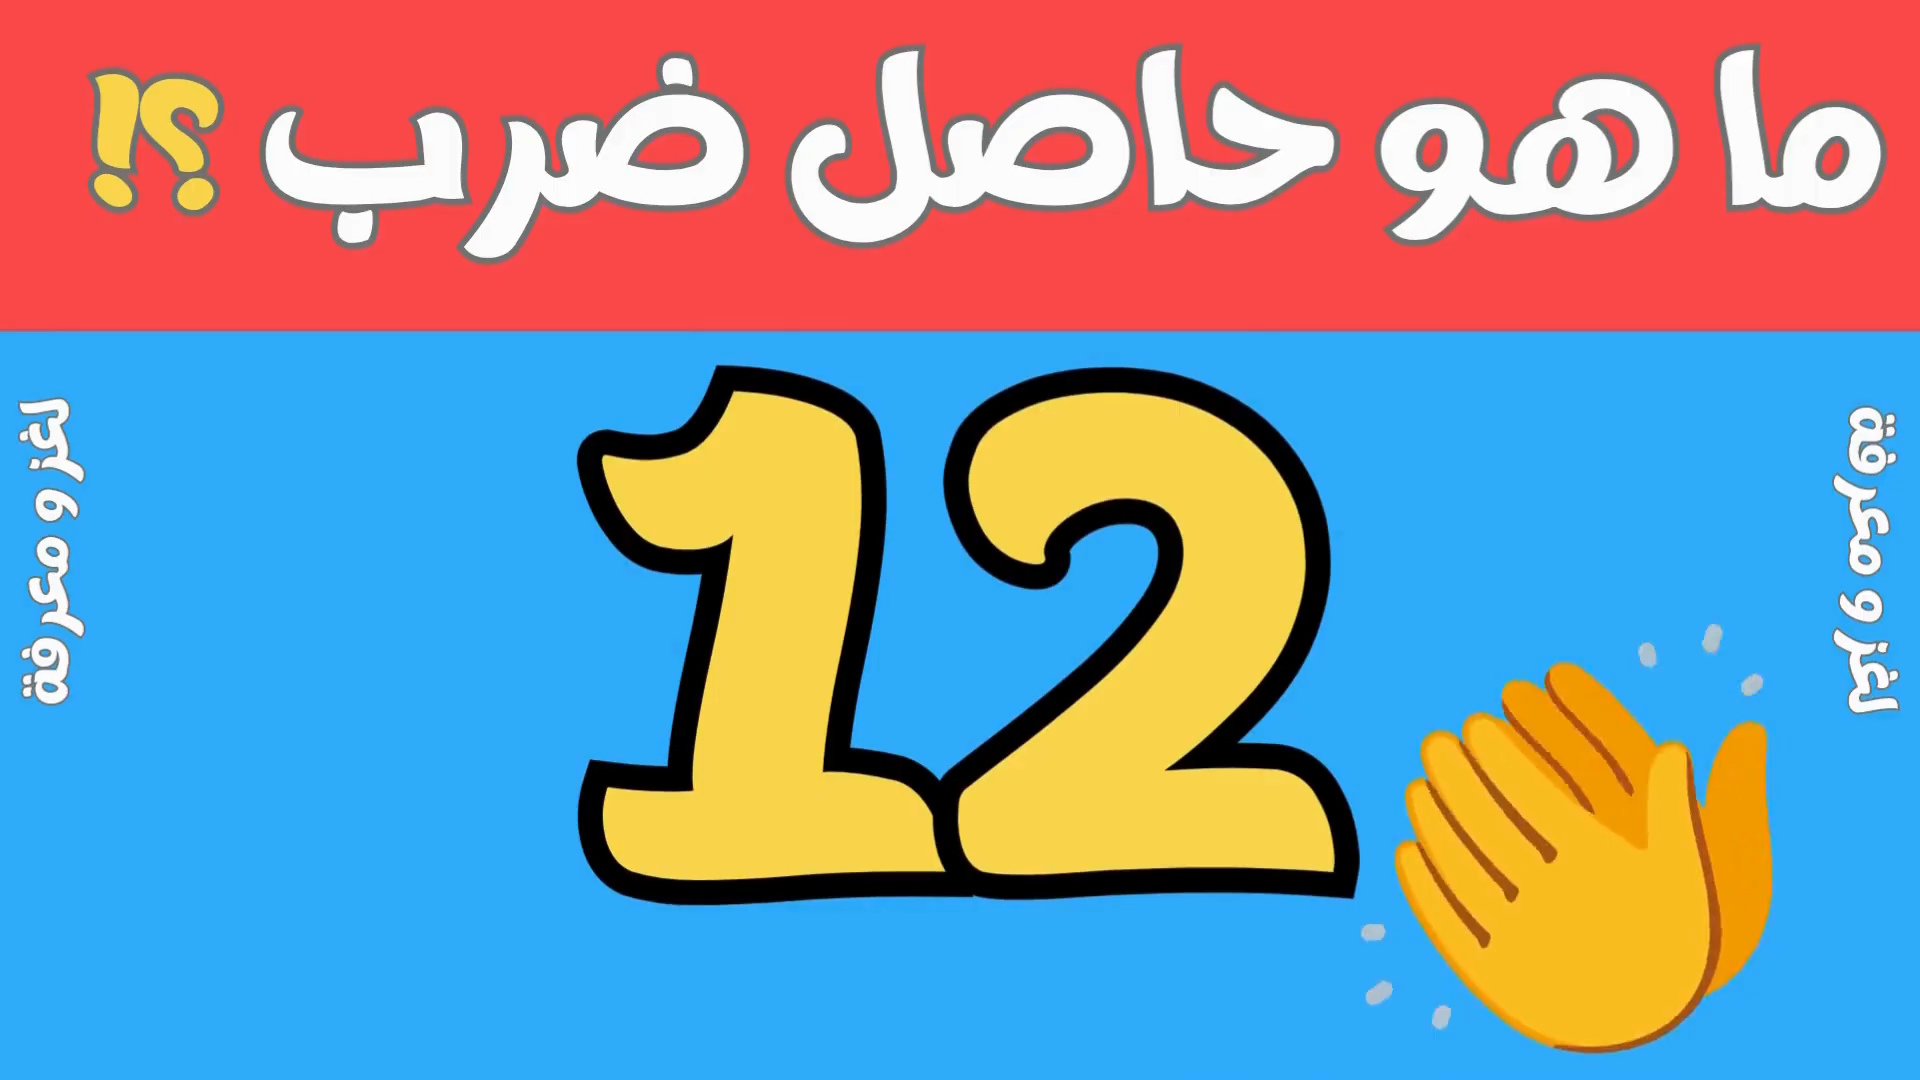 ما هو حاصل ضرب ؟!
12
لغز و معرفة
لغز و معرفة